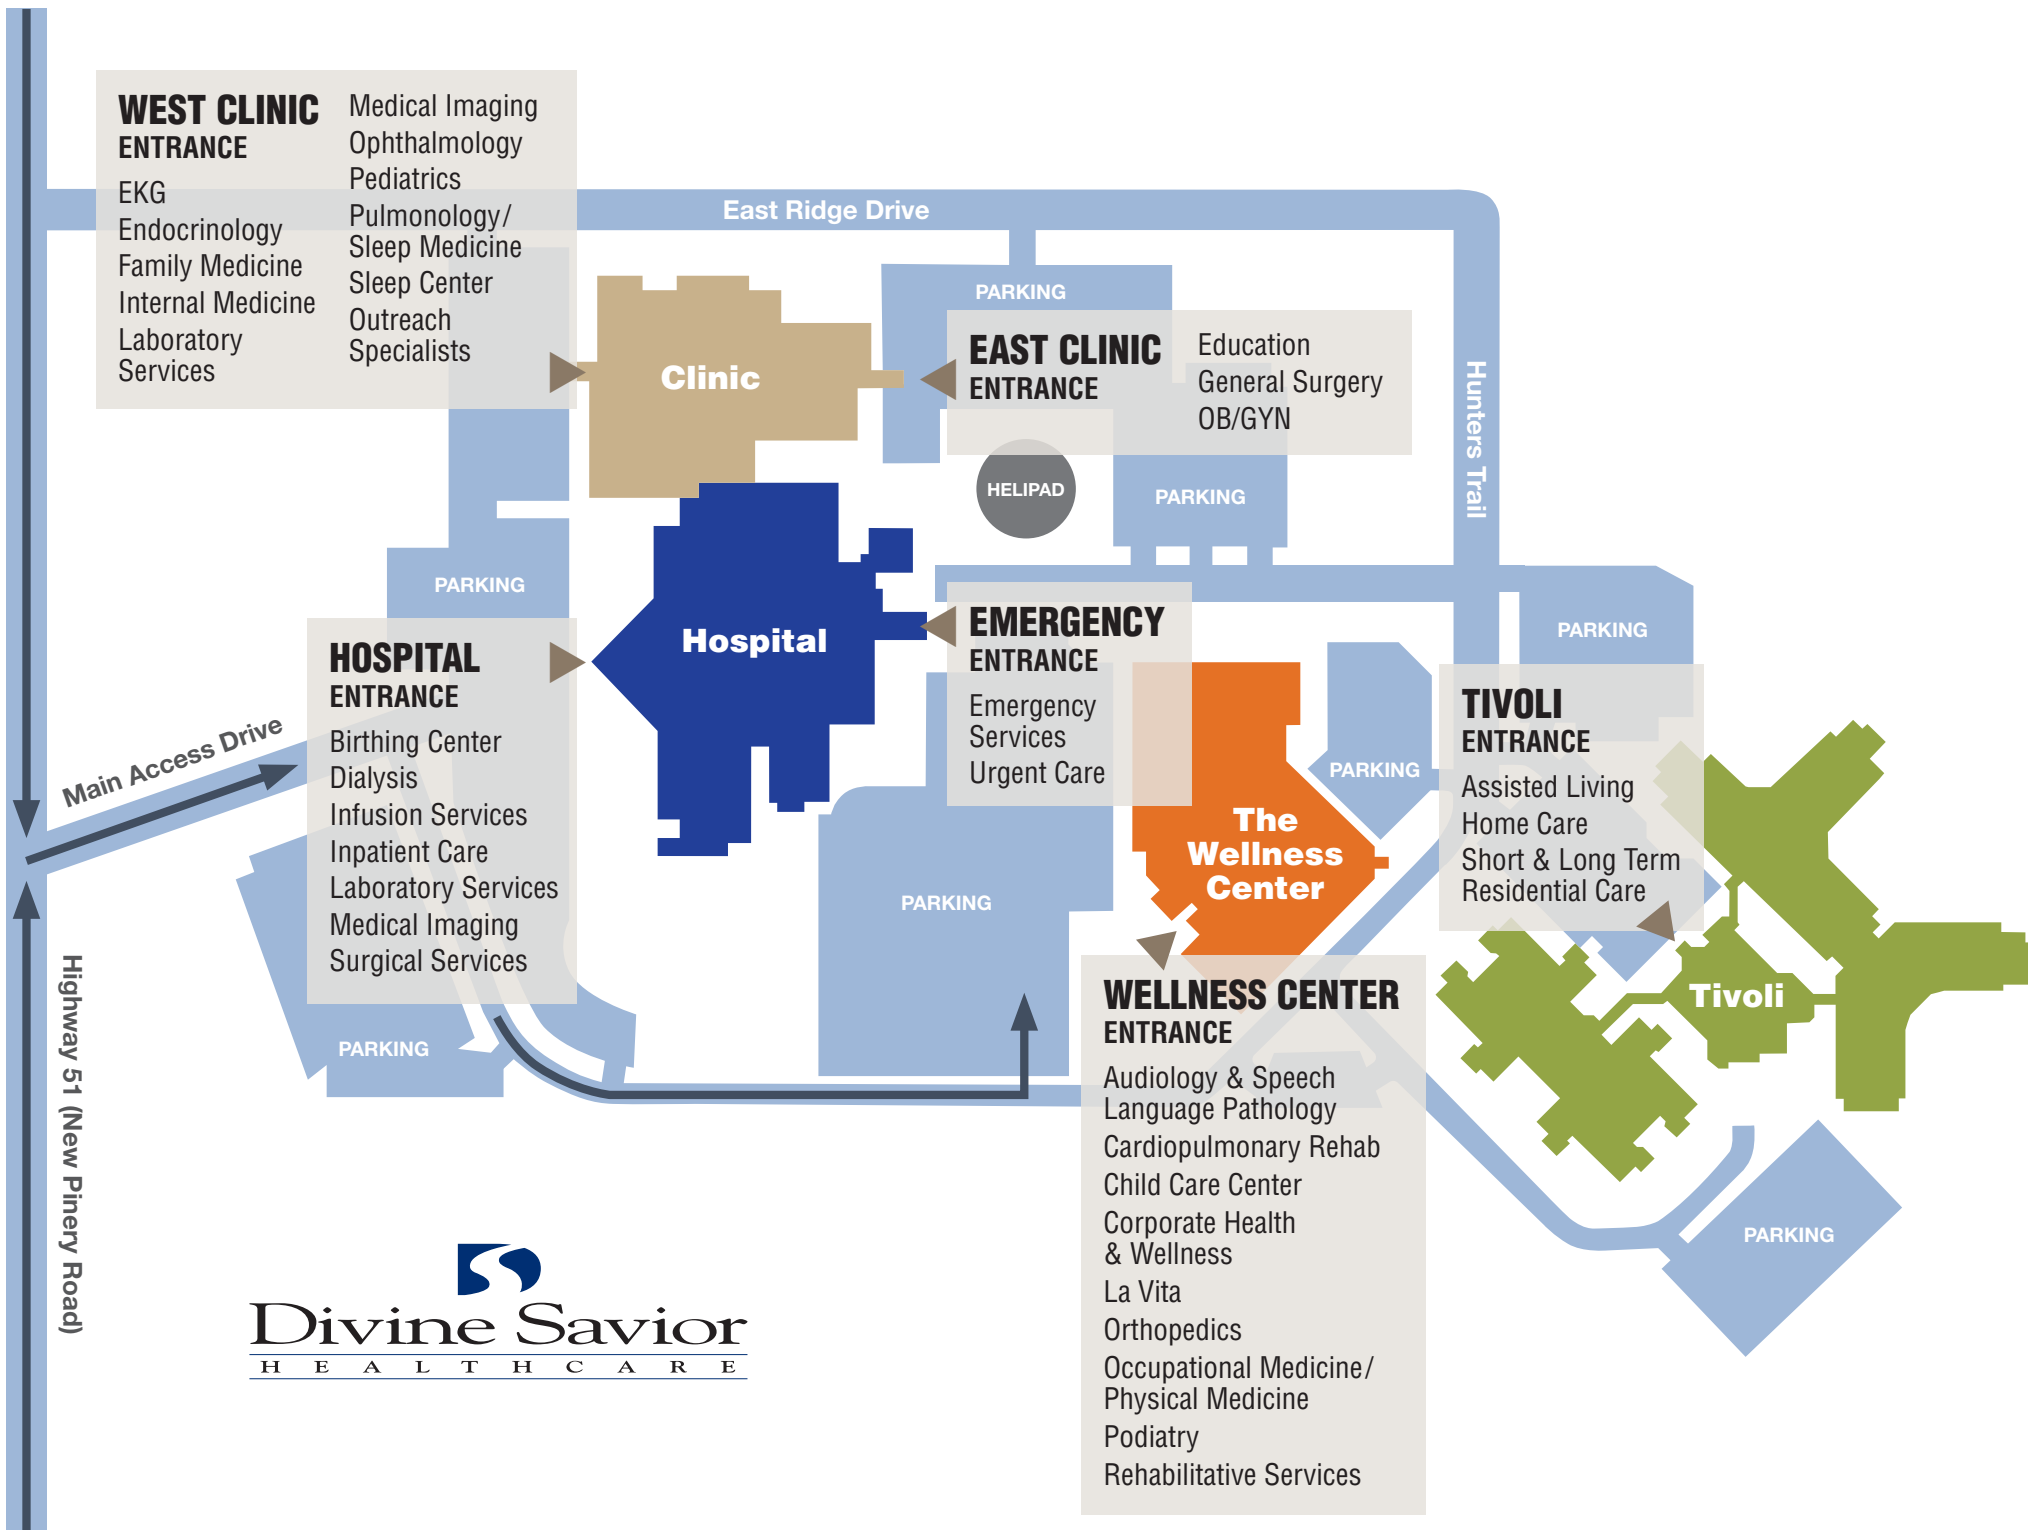 WEST CLINIC
ENTRANCE
EKG
Endocrinology
Family Medicine
Internal Medicine
Laboratory
Services
Medical Imaging
Ophthalmology
Pediatrics
Pulmonology/
Sleep Medicine
Sleep Center
Outreach
Specialists
East Ridge Drive
PARKING
Clinic
EAST CLINIC
ENTRANCE
Education
General Surgery
OB/GYN
Hunters Trail
HELIPAD
PARKING
PARKING
Hospital
HOSPITAL
ENTRANCE
Birthing Center
Dialysis
Infusion Services
Inpatient Care
Laboratory Services
Medical Imaging
Surgical Services
EMERGENCY
ENTRANCE
Emergency
Services
Urgent Care
PARKING
PARKING
TIVOLI
ENTRANCE
Assisted Living
Home Care
Short & Long Term
Residential Care
Main Access Drive
The
Wellness
Center
PARKING
PARKING
Tivoli
Highway 51 (New Pinery Road)
WELLNESS CENTER
ENTRANCE
Audiology & Speech
Language Pathology
Cardiopulmonary Rehab
Child Care Center
Corporate Health
& Wellness
La Vita
Orthopedics
Occupational Medicine/
Physical Medicine
Podiatry
Rehabilitative Services
PARKING
Divine Savior
HEALTHCARE